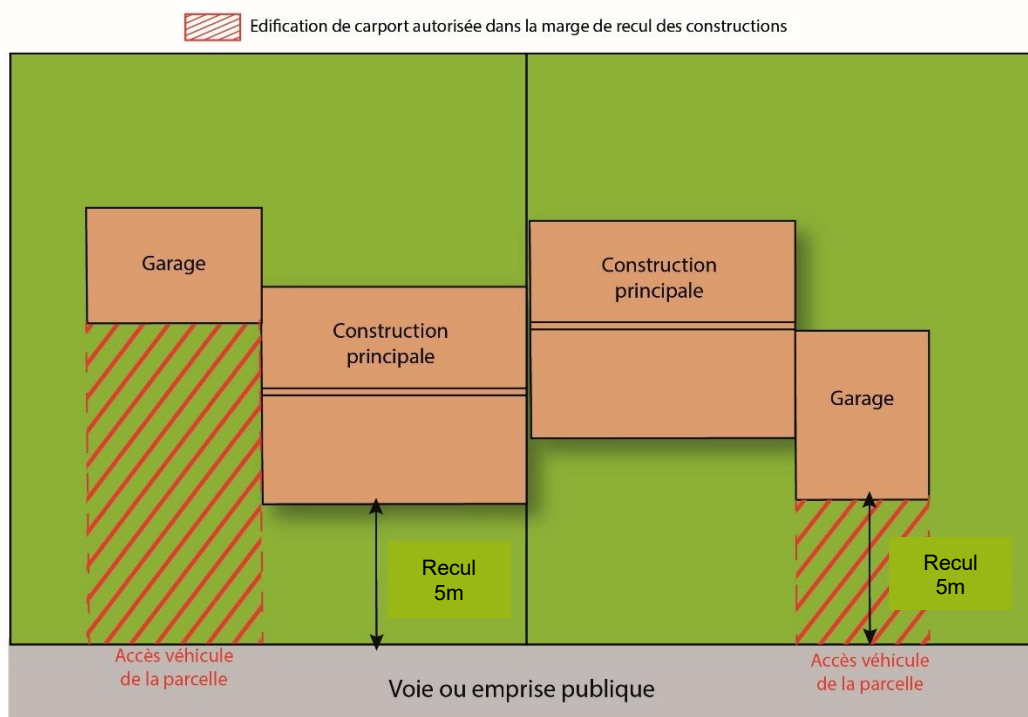 Edification de carport autorisée dans la marge de recul des constructions
Garage
Construction
principale
Construction
principale
Garage
Recul
5m
Recul
5m
Accès véhicule
de la parcelle
Voie ou emprise publique
Accès véhicule
de la parcelle